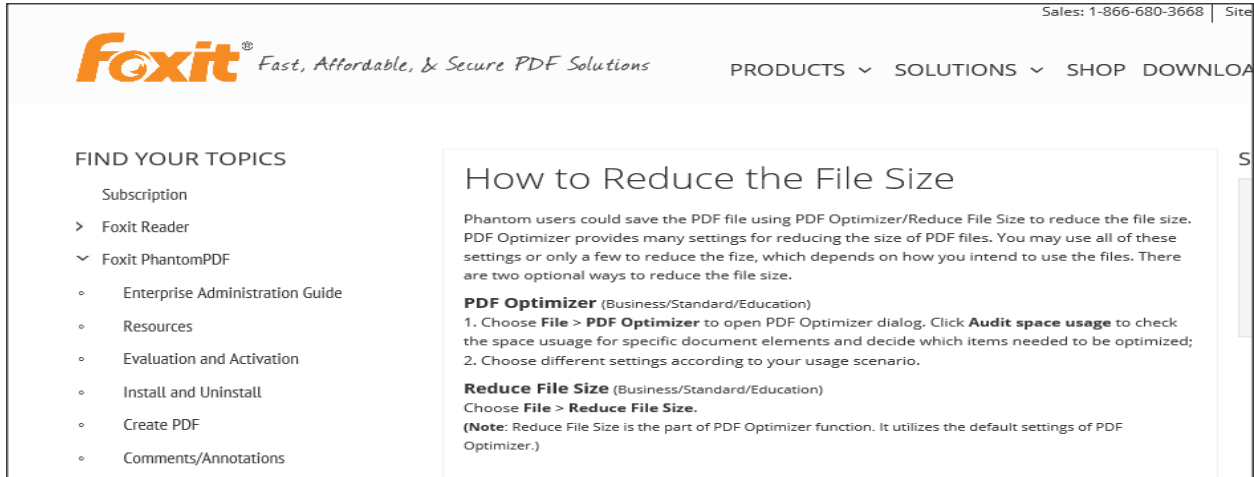 Sales: 1-866-680-3668 | Site
Foxit® Fast, Affordable, & Secure PDF Solutions
PRODUCTS SOLUTIONS SHOP DOWNLOA
FIND YOUR TOPICS
Subscription
Foxit Reader
Foxit PhantomPDF
Enterprise Administration Guide
Resources
Evaluation and Activation
Install and Uninstall
Create PDF
Comments/Annotations
How to Reduce the File Size
Phantom users could save the PDF file using PDF Optimizer/Reduce File Size to reduce the file size.
PDF Optimizer provides many settings for reducing the size of PDF files. You may use all of these
settings or only a few to reduce the fize, which depends on how you intend to use the files. There
are two optional ways to reduce the file size.
PDF Optimizer (Business/Standard/Education)
1. Choose File > PDF Optimizer to open PDF Optimizer dialog. Click Audit space usage to check
the space usuage for specific document elements and decide which items needed to be optimized;
2. Choose different settings according to your usage scenario.
Reduce File Size (Business/Standard/Education)
Choose File > Reduce File Size.
(Note: Reduce File Size is the part of PDF Optimizer function. It utilizes the default settings of PDF
Optimizer.)
S